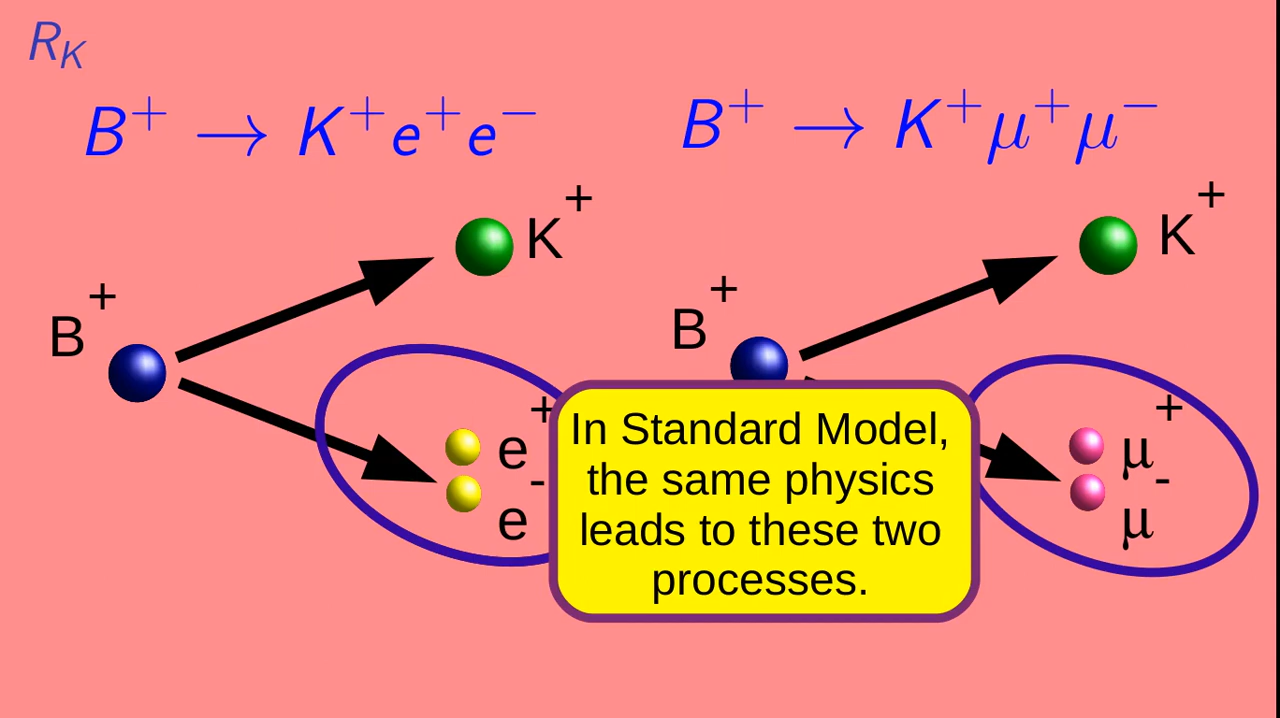 R_K
B⁺ → K⁺e⁺e⁻
B⁺ → K⁺μ⁺μ⁻
B⁺
K⁺
e⁺
e⁻
B⁺
K⁺
μ⁺
μ⁻
In Standard Model,
the same physics
leads to these two
processes.